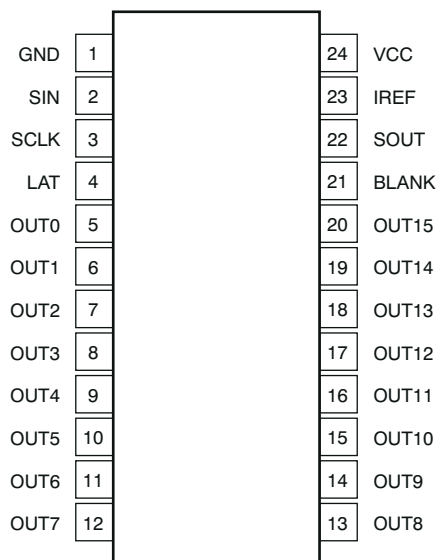 GND 1 24 VCC
SIN 2 23 IREF
SCLK 3 22 SOUT
LAT 4 21 BLANK
OUT0 5 20 OUT15
OUT1 6 19 OUT14
OUT2 7 18 OUT13
OUT3 8 17 OUT12
OUT4 9 16 OUT11
OUT5 10 15 OUT10
OUT6 11 14 OUT9
OUT7 12 13 OUT8